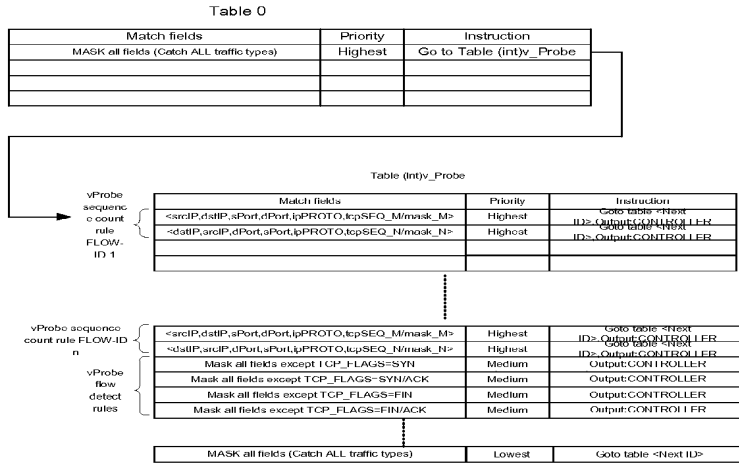 Table 0
Match fields Priority Instruction
MASK all fields (Catch ALL traffic types) Highest Go to Table (int)v_Probe
Table (Int)v_Probe
vProbe
sequenc
e count
rule
FLOW-
ID 1
Match fields Priority Instruction
<srcIP,dstIP,sPort,dPort,ipPROTO,tcpSEQ_M/mask_M> Highest Goto table <Next
ID>,Output:CONTROLLER
<dstIP,srcIP,dPort,sPort,ipPROTO,tcpSEQ_N/mask_N> Highest Goto table <Next
ID>,Output:CONTROLLER
vProbe sequence
count rule FLOW-ID
n
<srcIP,dstIP,sPort,dPort,ipPROTO,tcpSEQ_M/mask_M> Highest Goto table <Next
ID>,Output:CONTROLLER
<dstIP,srcIP,dPort,sPort,ipPROTO,tcpSEQ_N/mask_N> Highest Goto table <Next
ID>,Output:CONTROLLER
vProbe
flow
detect
rules
Mask all fields except TCP_FLAGS=SYN Medium Output:CONTROLLER
Mask all fields except TCP_FLAGS=SYN/ACK Medium Output:CONTROLLER
Mask all fields except TCP_FLAGS=FIN Medium Output:CONTROLLER
Mask all fields except TCP_FLAGS=FIN/ACK Medium Output:CONTROLLER
MASK all fields (Catch ALL traffic types) Lowest Goto table <Next ID>